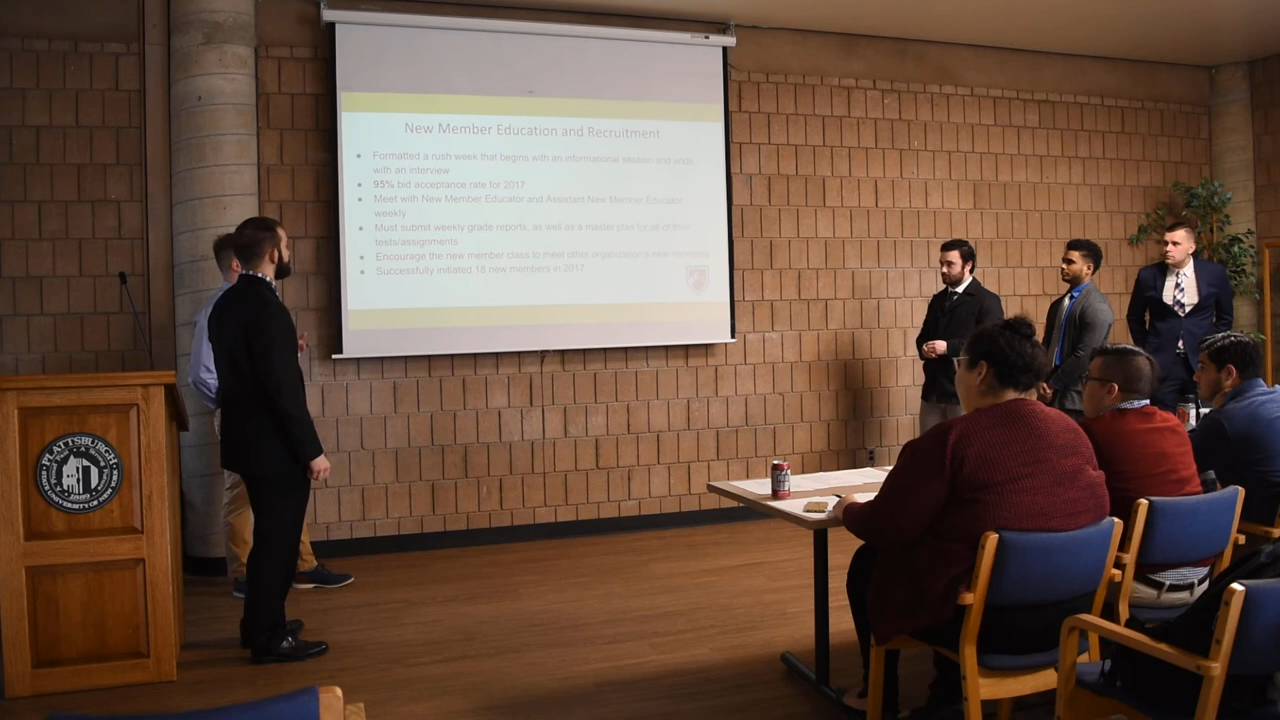 New Member Education and Recruitment
● Formatted a rush week that begins with an informational session and ends
with an interview
● 95% bid acceptance rate for 2017
● Meet with New Member Educator and Assistant New Member Educator
weekly
● Must submit weekly grade reports, as well as a master plan for all of their
tests/assignments
● Encourage the new member class to meet other organization's new members
● Successfully initiated 18 new members in 2017
PLATTSBURGH
1889
STATE UNIVERSITY OF NEW YORK